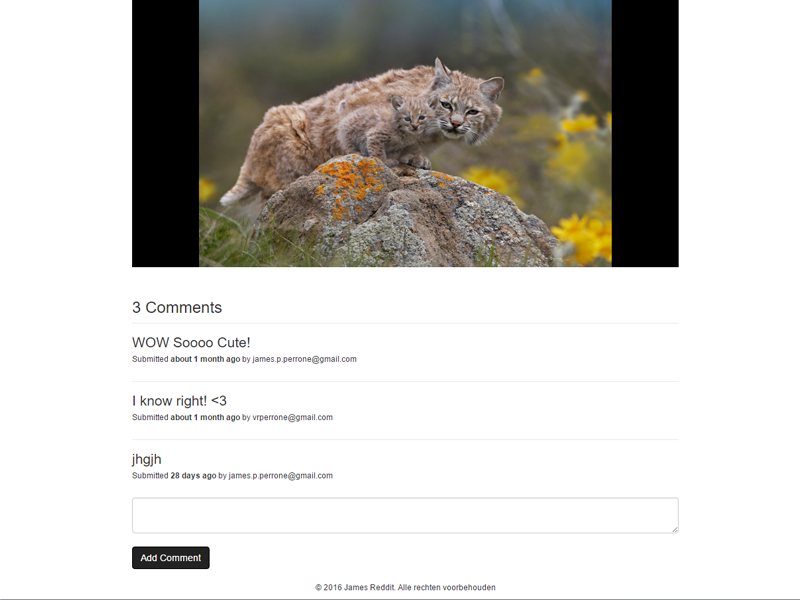 3 Comments
WOW Soooo Cute!
Submitted about 1 month ago by james.p.perrone@gmail.com
I know right! <3
Submitted about 1 month ago by vrperrone@gmail.com
jhgjh
Submitted 28 days ago by james.p.perrone@gmail.com
Add Comment
© 2016 James Reddit. Alle rechten voorbehouden